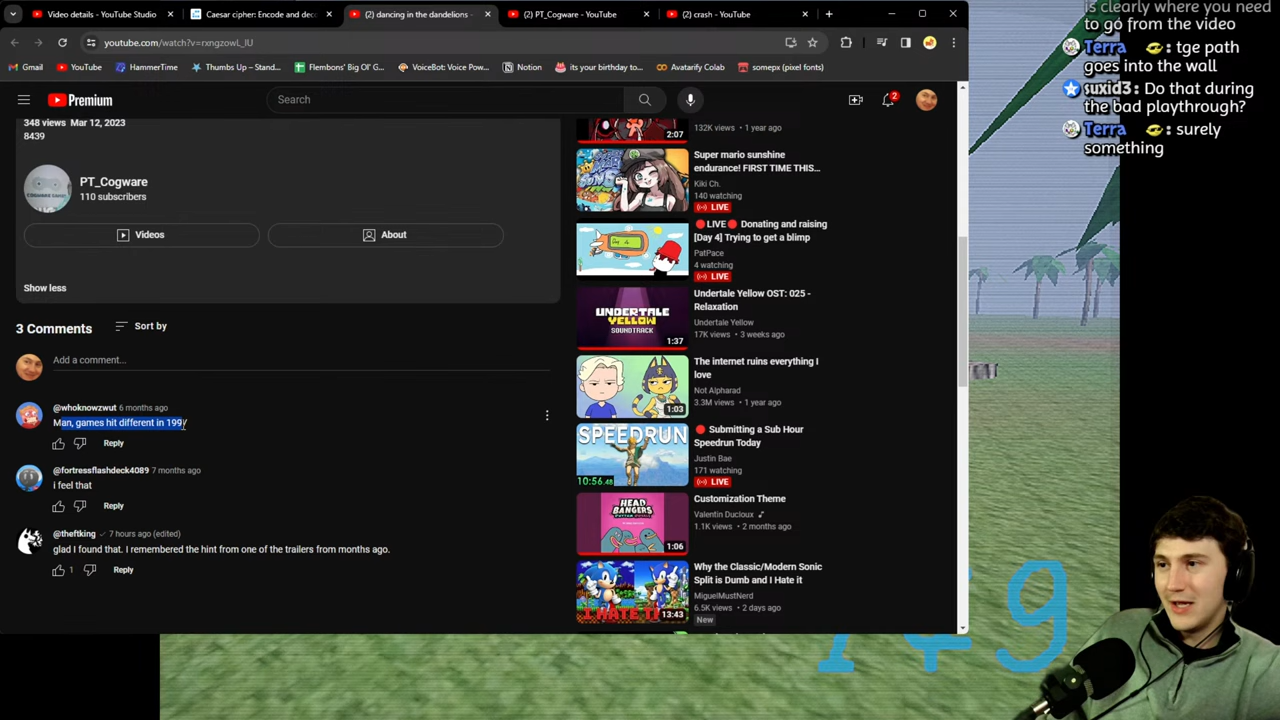 (2) Video details - YouTube Studio
Caesar cipher: Encode and deco
(2) dancing in the dandelions -
(2) PT_Cogware - YouTube
(2) crash - YouTube
youtube.com/watch?v=rxngzowL_IU
Gmail
YouTube
HammerTime
Thumbs Up – Stand...
Flembons' Big Ol' G...
VoiceBot: Voice Pow...
Notion
its your birthday to...
Avatarify Colab
somepx (pixel fonts)
Premium
Search
2
348 views Mar 12, 2023
8439
PT_Cogware
110 subscribers
Videos
About
Show less
3 Comments
Sort by
Add a comment...
@whoknowzwut 6 months ago
Man, games hit different in 199
Reply
@fortressflashdeck4089 7 months ago
i feel that
Reply
@theftking 7 hours ago (edited)
glad I found that. I remembered the hint from one of the trailers from months ago.
1
Reply
2:07
132K views • 1 year ago
Super mario sunshine
endurance! FIRST TIME THIS...
Kiki Ch.
140 watching
LIVE
LIVE Donating and raising
[Day 4] Trying to get a blimp
PatPace
4 watching
LIVE
UNDERTALE
YELLOW
SOUNDTRACK
1:37
Undertale Yellow OST: 025 -
Relaxation
Undertale Yellow
17K views • 3 weeks ago
1:03
The internet ruins everything I
love
Not Alpharad
3.3M views • 1 year ago
SPEEDRUN
10:56.48
Submitting a Sub Hour
Speedrun Today
Justin Bae
171 watching
LIVE
HEAD
BANGERS
1:06
Customization Theme
Valentin Ducloux
1.1K views • 2 months ago
I HATE
13:43
Why the Classic/Modern Sonic
Split is Dumb and I Hate it
MiguelMustNerd
6.5K views • 2 days ago
New
is clearly where you need
to go from the video
Terra : tge path
goes into the wall
suxid3: Do that during
the bad playthrough?
Terra : surely
something